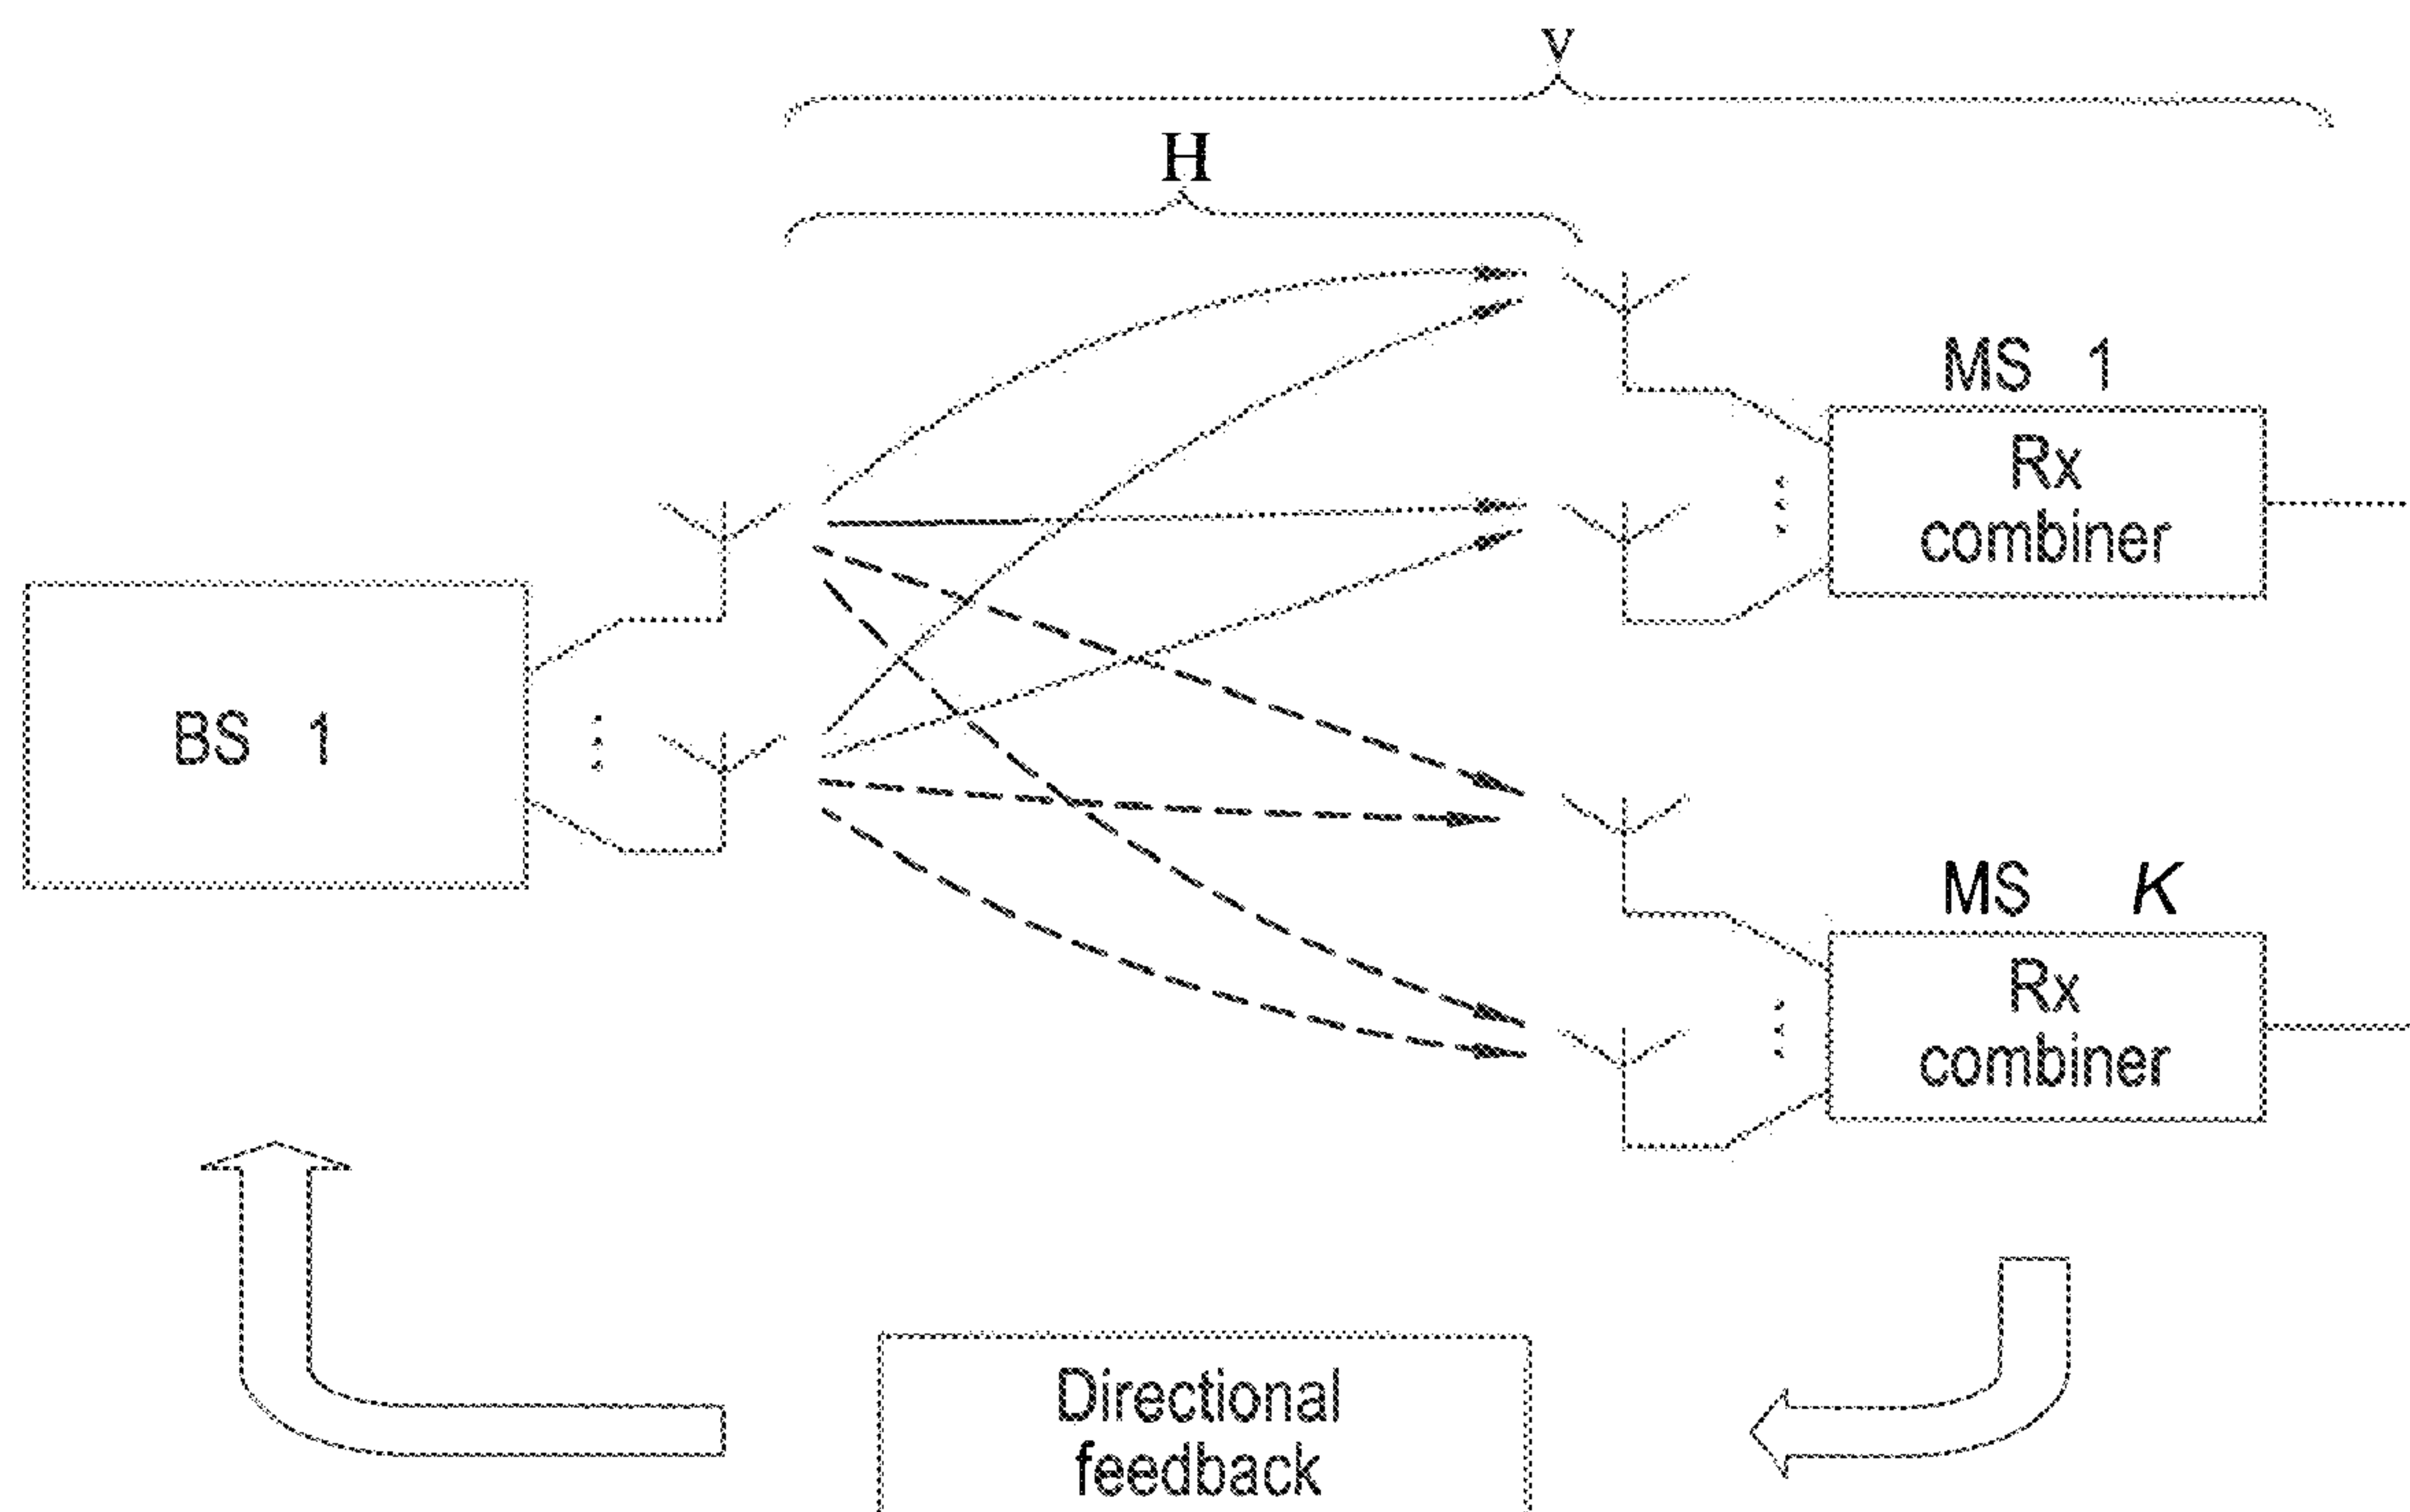 V
H
MS 1
Rx
combiner
BS 1
MS K
Rx
combiner
Directional
feedback